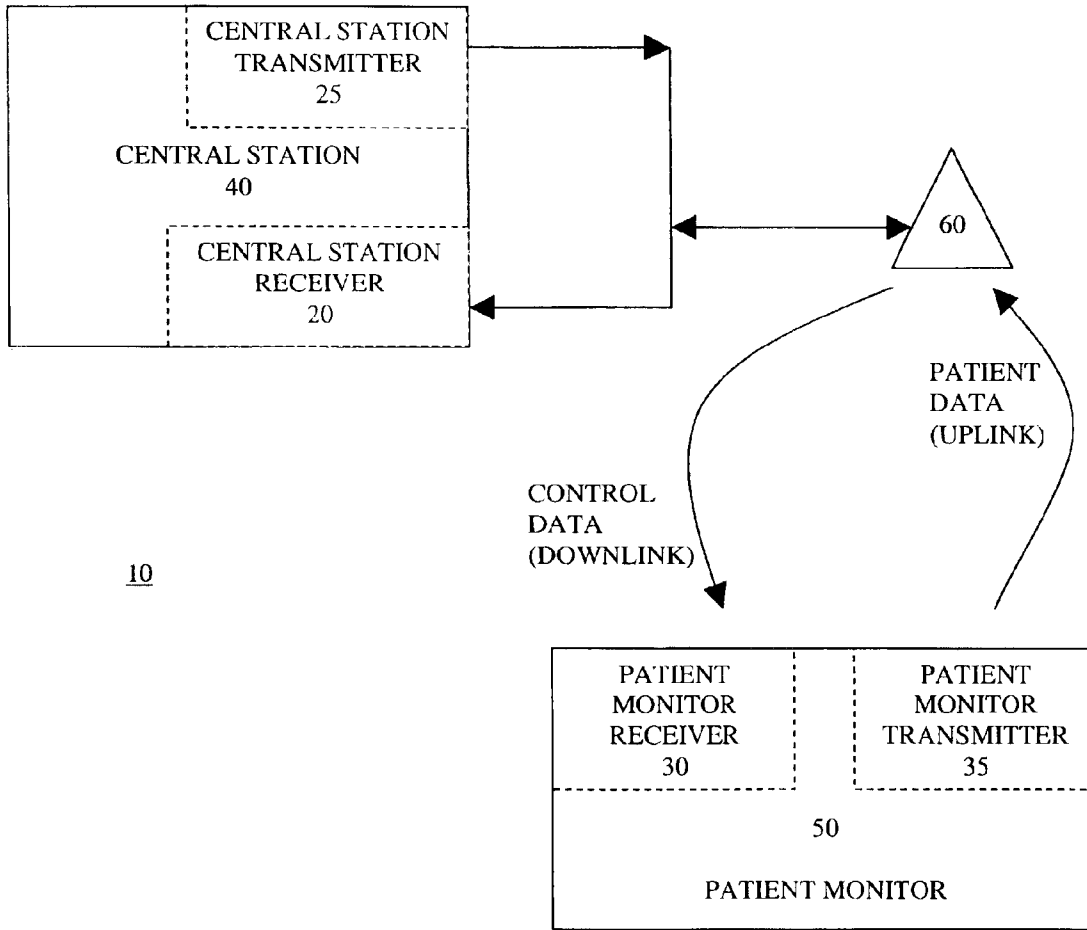 CENTRAL STATION
TRANSMITTER
25
CENTRAL STATION
40
CENTRAL STATION
RECEIVER
20
60
PATIENT
DATA
(UPLINK)
CONTROL
DATA
(DOWNLINK)
10
PATIENT
MONITOR
RECEIVER
30
PATIENT
MONITOR
TRANSMITTER
35
50
PATIENT MONITOR